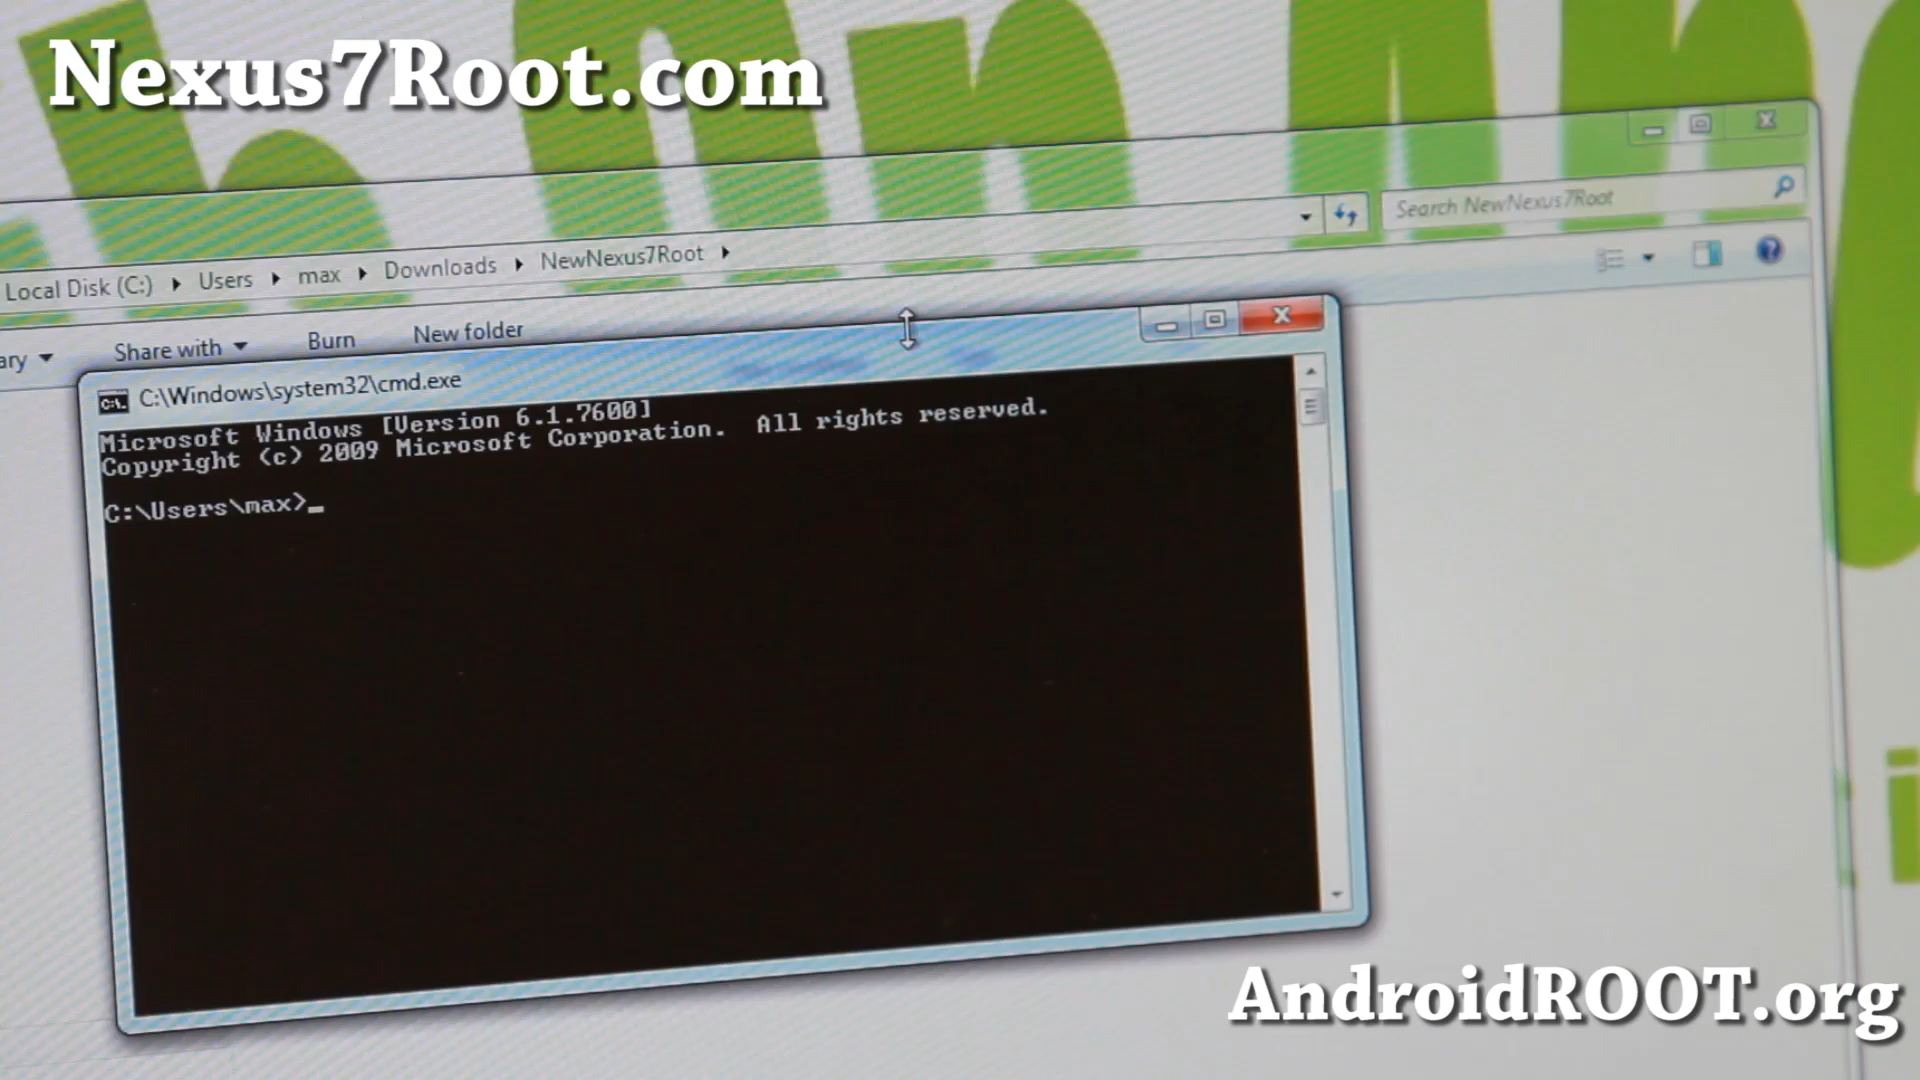 Nexus7Root.com
Search NewNexus7Root
Local Disk (C:) Users max Downloads NewNexus7Root
Share with Burn New folder
C:\Windows\system32\cmd.exe
Microsoft Windows [Version 6.1.7600]
Copyright (c) 2009 Microsoft Corporation. All rights reserved.
C:\Users\max>_
AndroidROOT.org